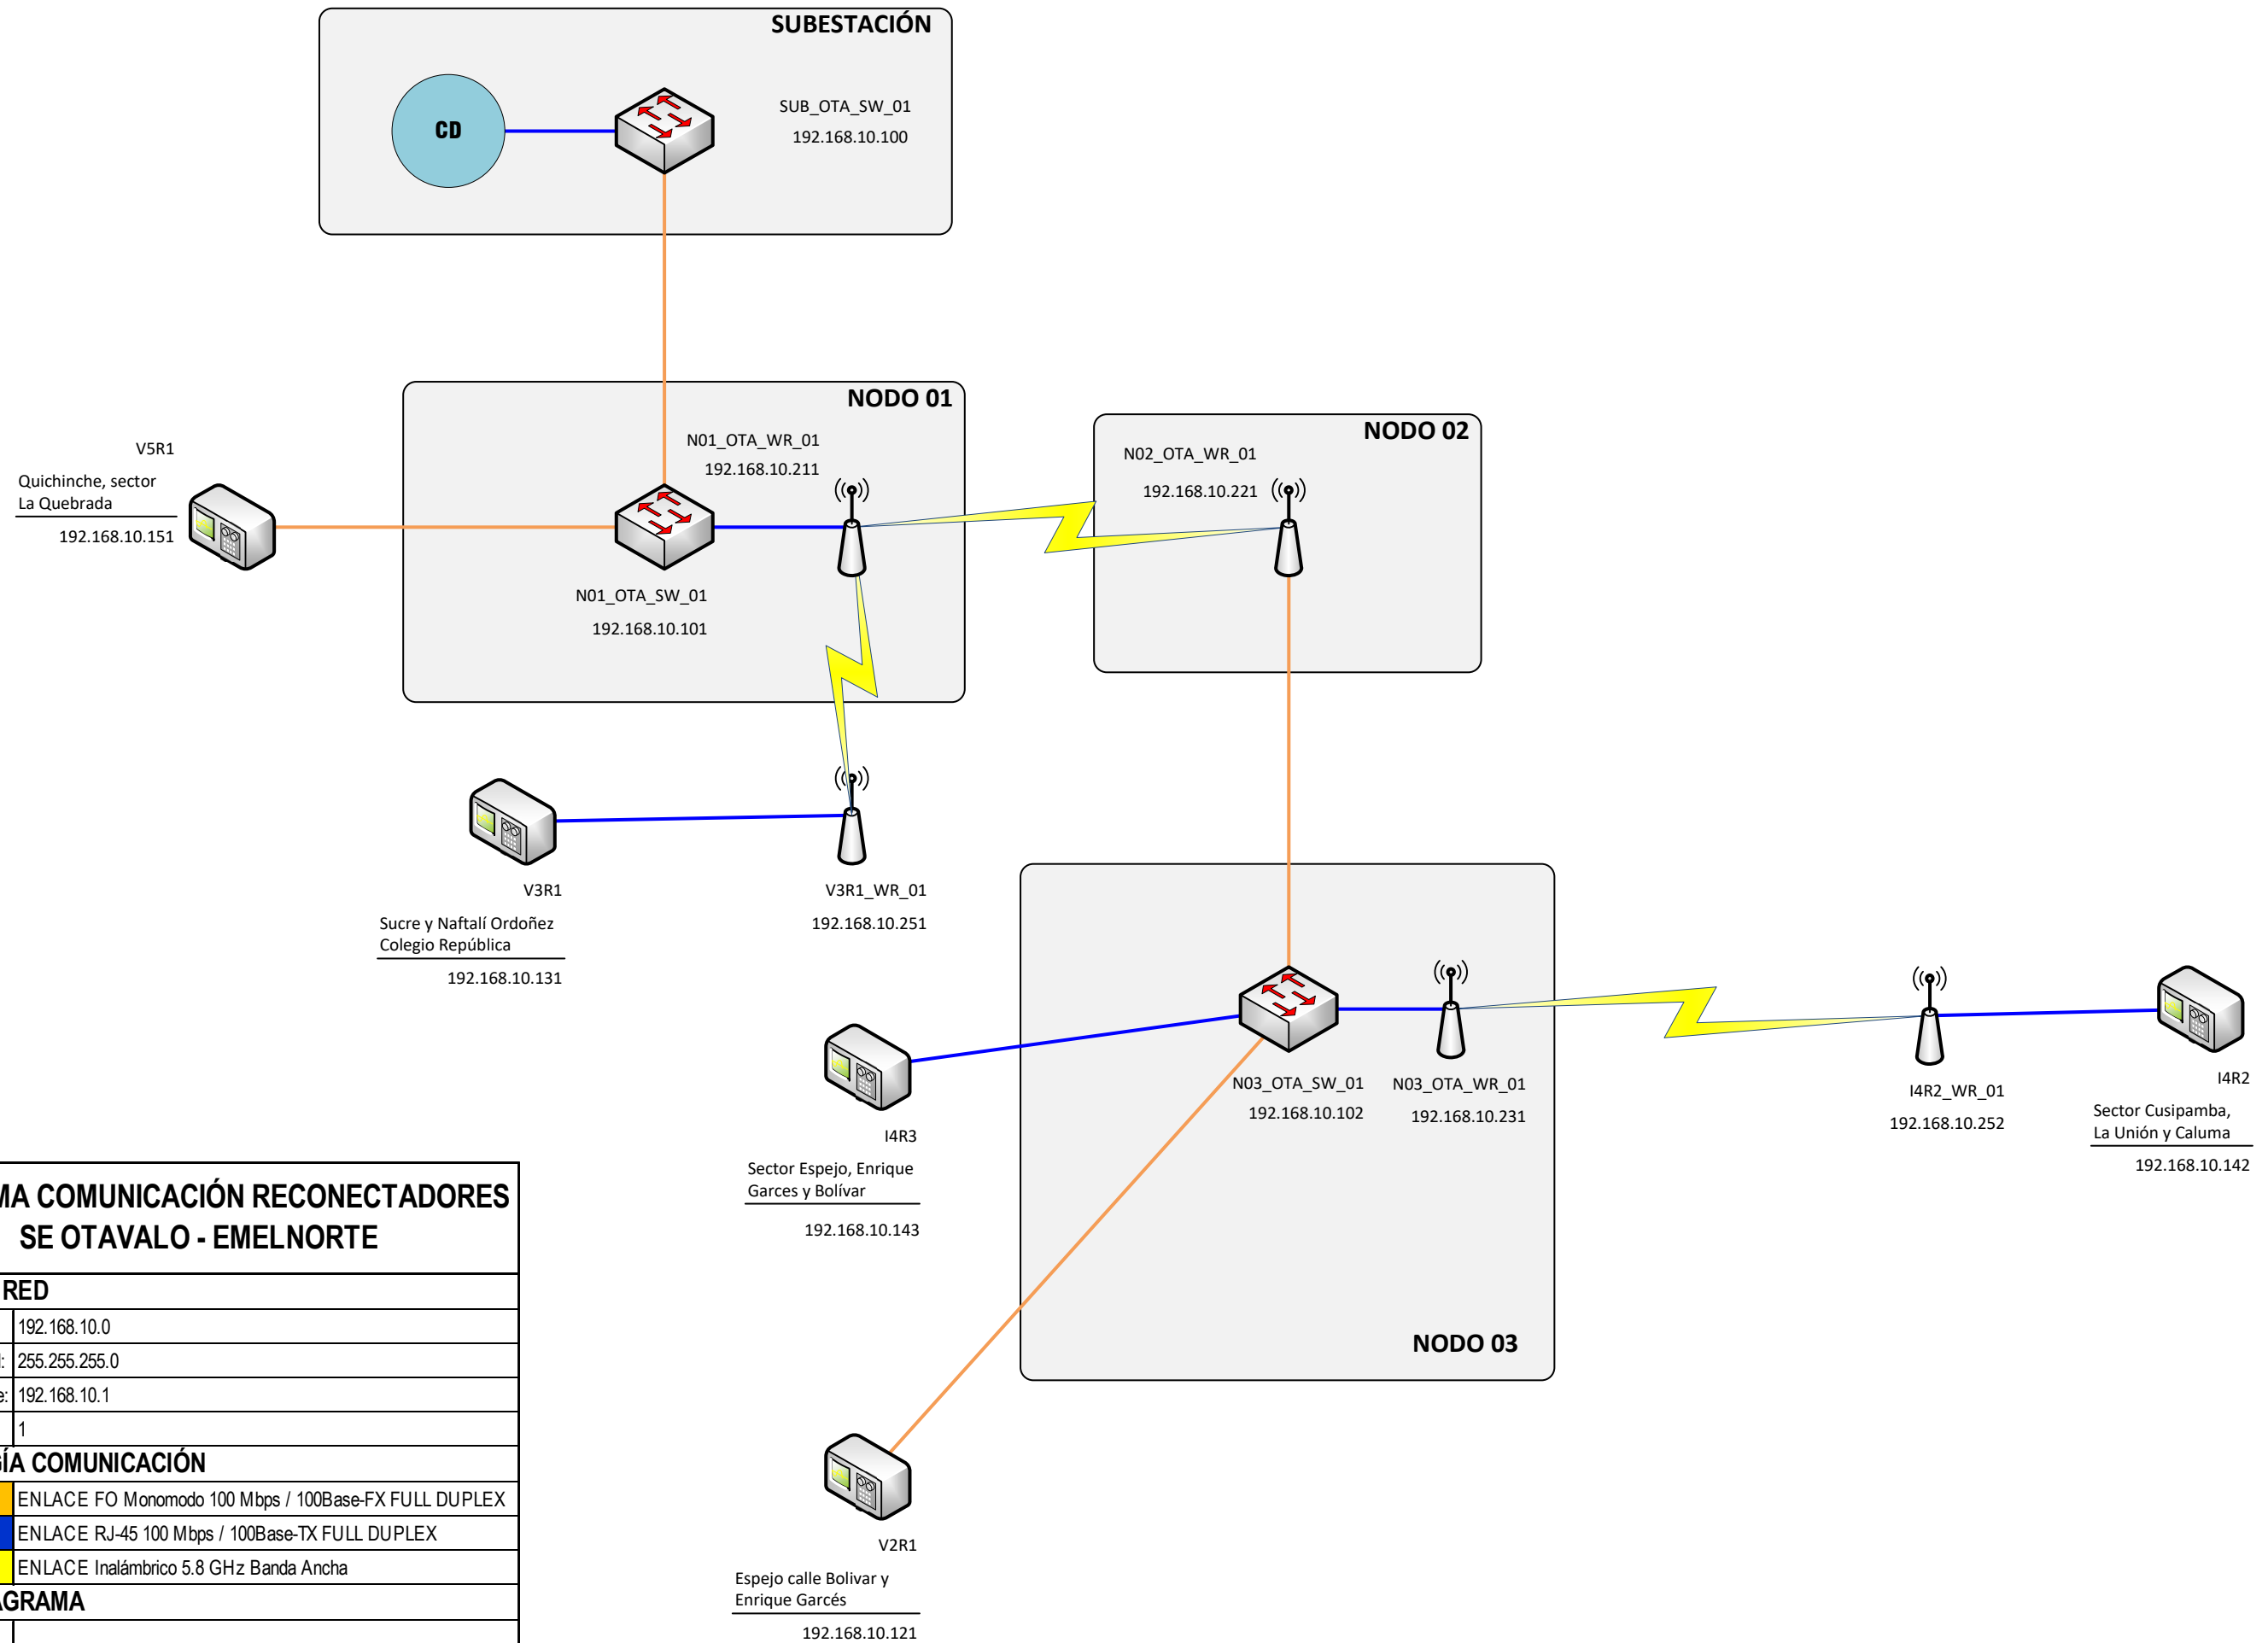 SUBESTACIÓN
CD
SUB_OTA_SW_01
192.168.10.100
NODO 01
N01_OTA_WR_01
192.168.10.211
N01_OTA_SW_01
192.168.10.101
V5R1
Quichinche, sector
La Quebrada
192.168.10.151
NODO 02
N02_OTA_WR_01
192.168.10.221
V3R1
Sucre y Naftalí Ordoñez
Colegio República
192.168.10.131
V3R1_WR_01
192.168.10.251
N03_OTA_SW_01
192.168.10.102
N03_OTA_WR_01
192.168.10.231
NODO 03
I4R2_WR_01
192.168.10.252
I4R2
Sector Cusipamba,
La Unión y Caluma
192.168.10.142
I4R3
Sector Espejo, Enrique
Garces y Bolívar
192.168.10.143
V2R1
Espejo calle Bolivar y
Enrique Garcés
192.168.10.121
MA COMUNICACIÓN RECONECTADORES
SE OTAVALO - EMELNORTE
RED
192.168.10.0
: 255.255.255.0
e: 192.168.10.1
1
ÍA COMUNICACIÓN
ENLACE FO Monomodo 100 Mbps / 100Base-FX FULL DUPLEX
ENLACE RJ-45 100 Mbps / 100Base-TX FULL DUPLEX
ENLACE Inalámbrico 5.8 GHz Banda Ancha
AGRAMA